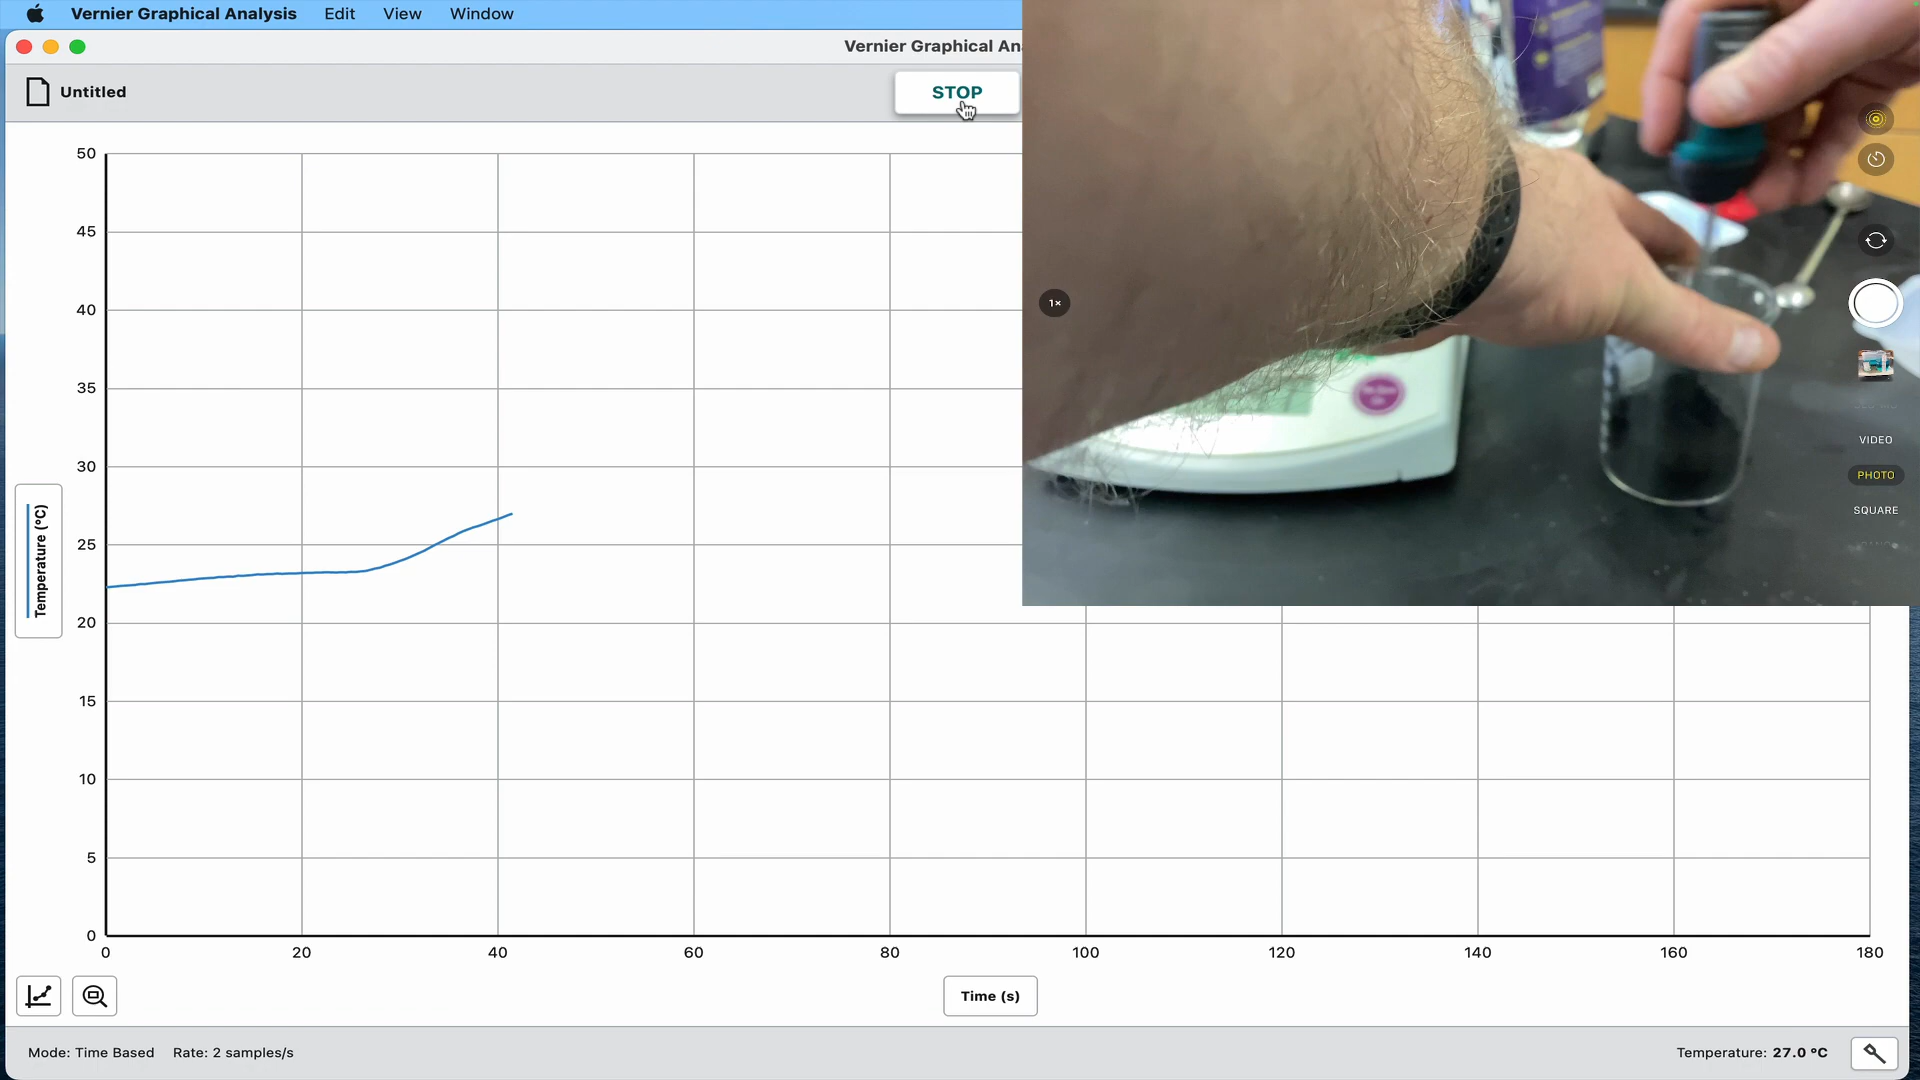 Vernier Graphical Analysis Edit View Window
Vernier Graphical An
Untitled
STOP
50
45
40
35
30
25
20
15
10
5
0
Temperature (°C)
0 20 40 60 80 100 120 140 160 180
Time (s)
Mode: Time Based Rate: 2 samples/s
Temperature: 27.0 °C
1×
VIDEO
PHOTO
SQUARE